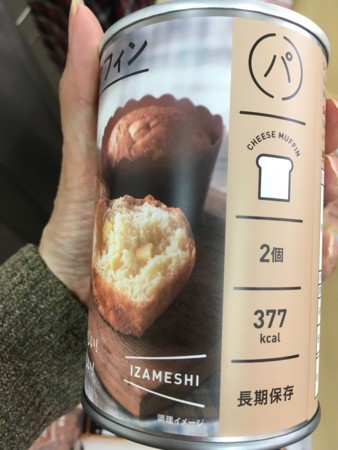 フィン
パ
CHEESE MUFFIN
2個
377
kcal
長期保存
IZAMESHI
調理イメージ